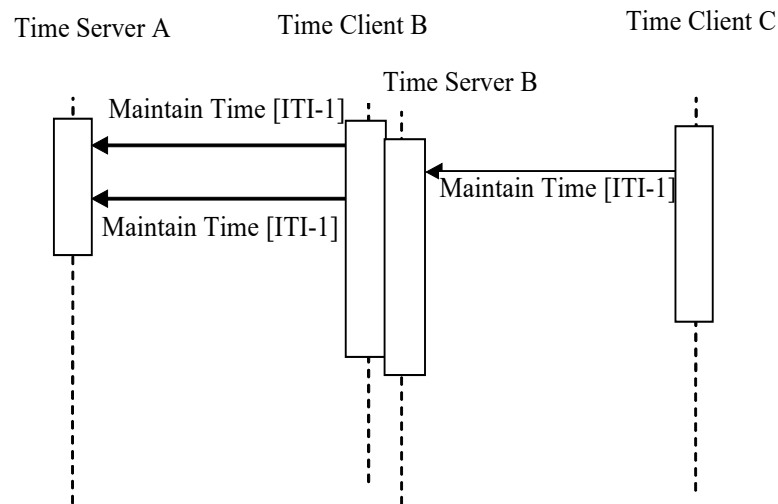 Time Server A
Time Client B
Time Client C
Time Server B
Maintain Time [ITI-1]
Maintain Time [ITI-1]
Maintain Time [ITI-1]